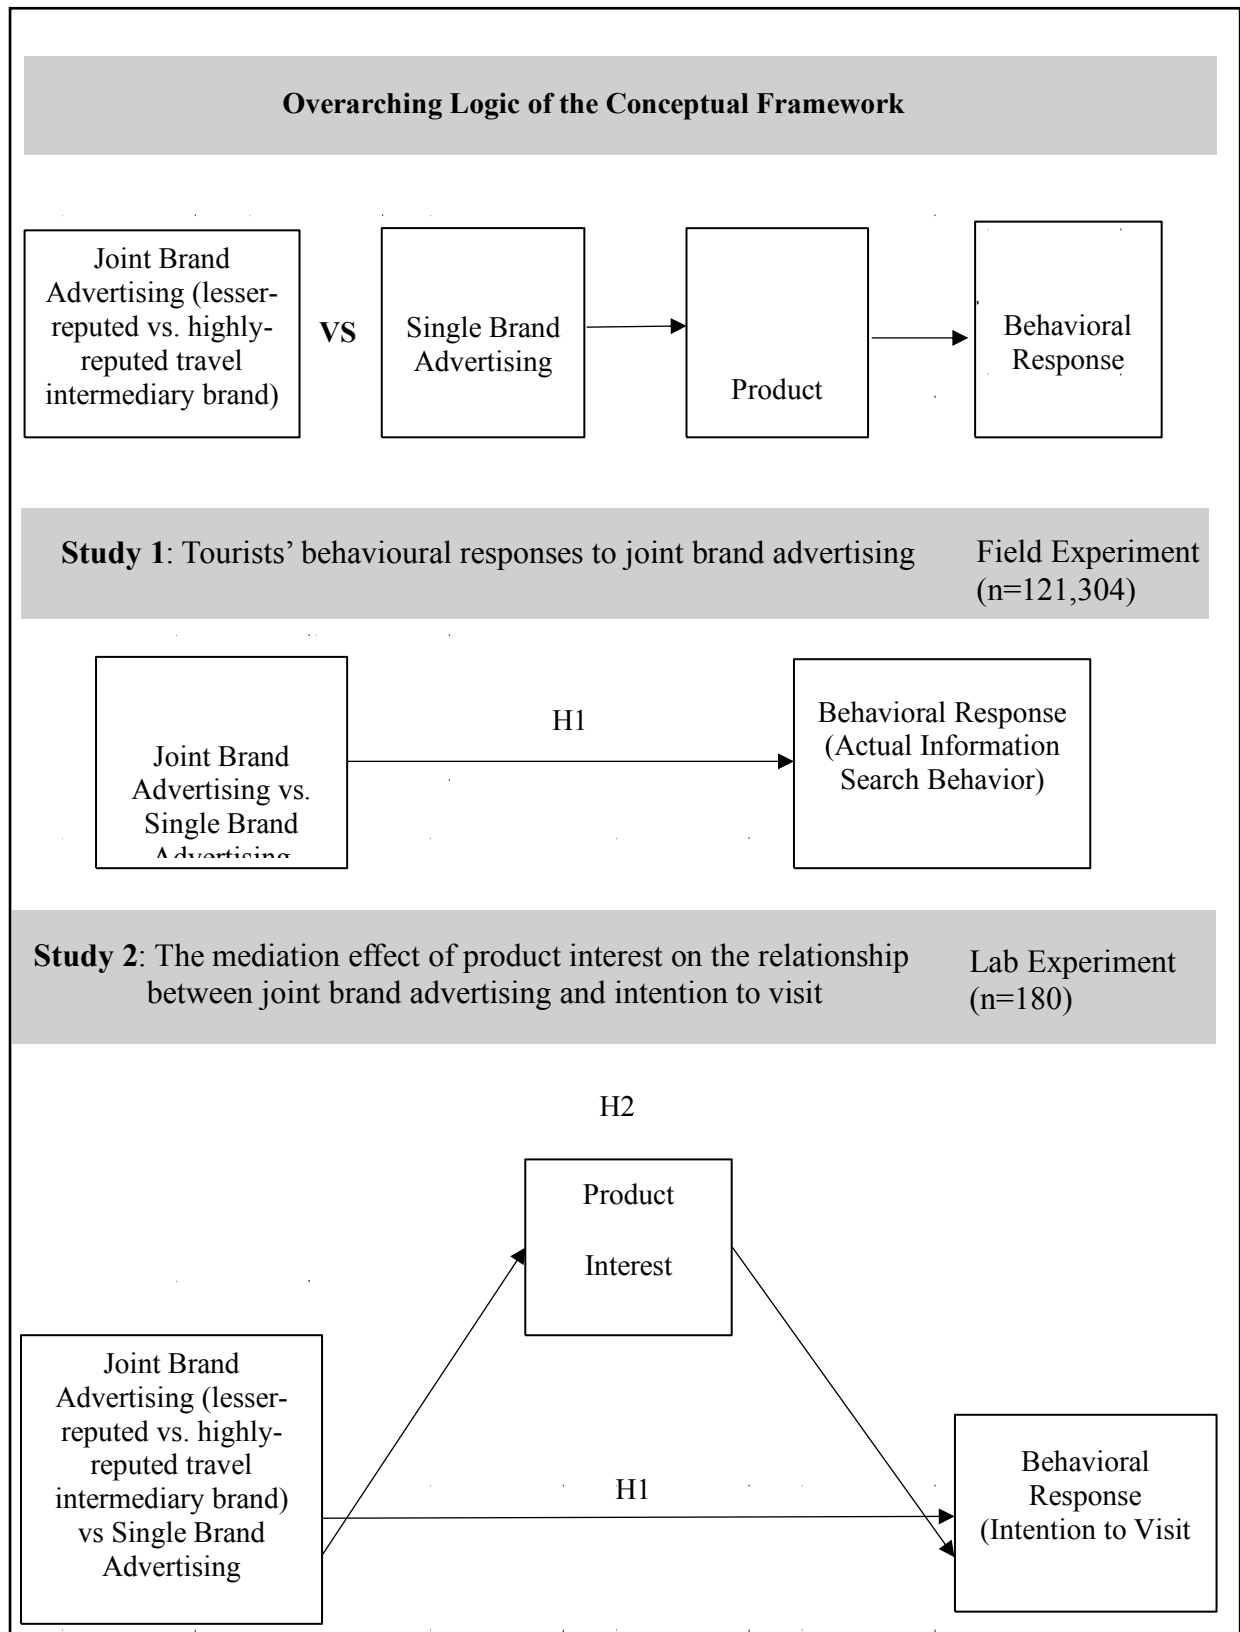 Overarching Logic of the Conceptual Framework
Joint Brand
Advertising (lesser-
reputed vs. highly-
reputed travel
intermediary brand)
VS
Single Brand
Advertising
Product
Behavioral
Response
Study 1: Tourists’ behavioural responses to joint brand advertising
Field Experiment
(n=121,304)
Joint Brand
Advertising vs.
Single Brand
Advertising
H1
Behavioral Response
(Actual Information
Search Behavior)
Study 2: The mediation effect of product interest on the relationship
between joint brand advertising and intention to visit
Lab Experiment
(n=180)
H2
Product
Interest
Joint Brand
Advertising (lesser-
reputed vs. highly-
reputed travel
intermediary brand)
vs Single Brand
Advertising
H1
Behavioral
Response
(Intention to Visit